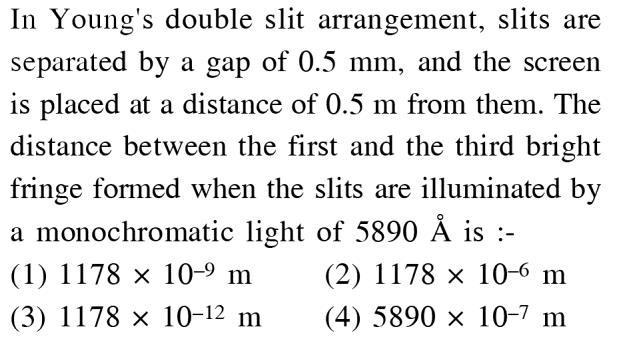 In Young's double slit arrangement, slits are
separated by a gap of 0.5 mm, and the screen
is placed at a distance of 0.5 m from them. The
distance between the first and the third bright
fringe formed when the slits are illuminated by
a monochromatic light of 5890 Å is :-
(1) 1178 × 10⁻⁹ m (2) 1178 × 10⁻⁶ m
(3) 1178 × 10⁻¹² m (4) 5890 × 10⁻⁷ m